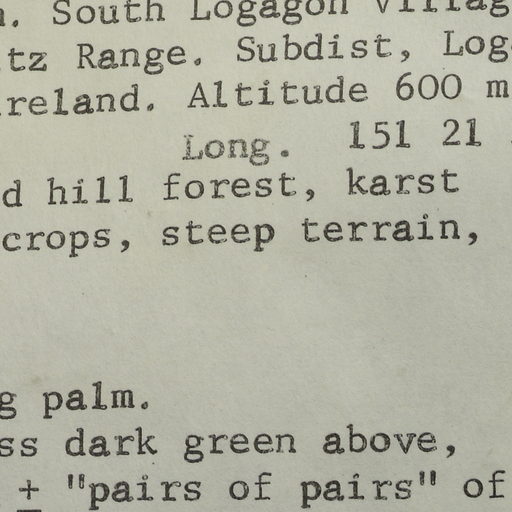 . South Logagon
tz Range. Subdist, Log
reland. Altitude 600 m
Long. 151 21
d hill forest, karst
crops, steep terrain,
g palm.
ss dark green above,
± "pairs of pairs" of